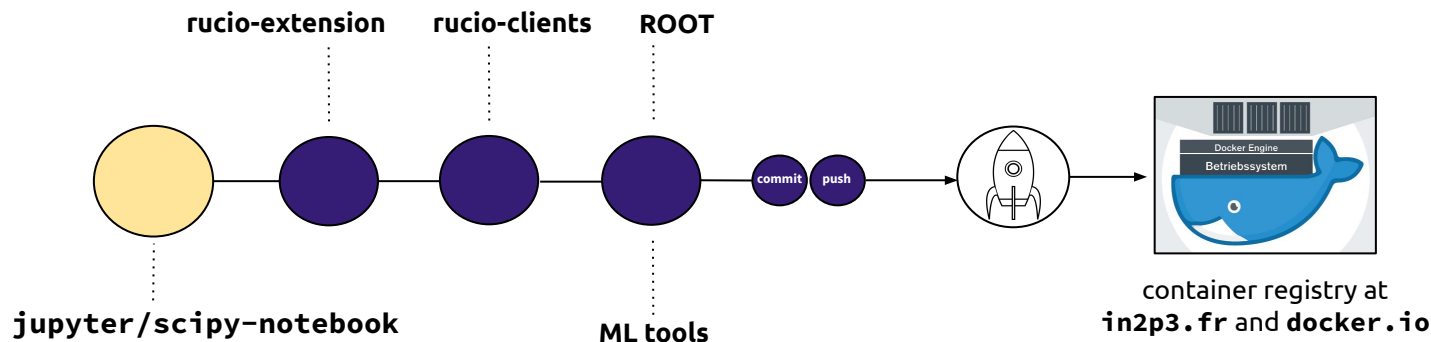 rucio-extension
rucio-clients
ROOT
commit
push
Docker Engine
Betriebssystem
jupyter/scipy-notebook
ML tools
container registry at
in2p3.fr and docker.io